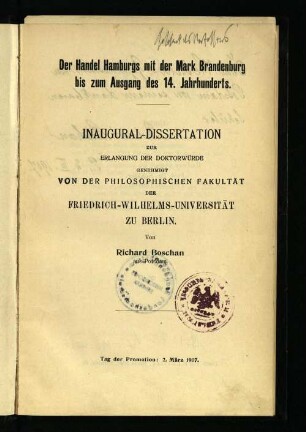 Der Handel Hamburgs mit der Mark Brandenburg
bis zum Ausgang des 14. Jahrhunderts.
INAUGURAL-DISSERTATION
ZUR
ERLANGUNG DER DOKTORWÜRDE
GENEHMIGT
VON DER PHILOSOPHISCHEN FAKULTÄT
DER
FRIEDRICH-WILHELMS-UNIVERSITÄT
ZU BERLIN.
Von
Richard Boschan
Tag der Promotion: 2. März 1907.